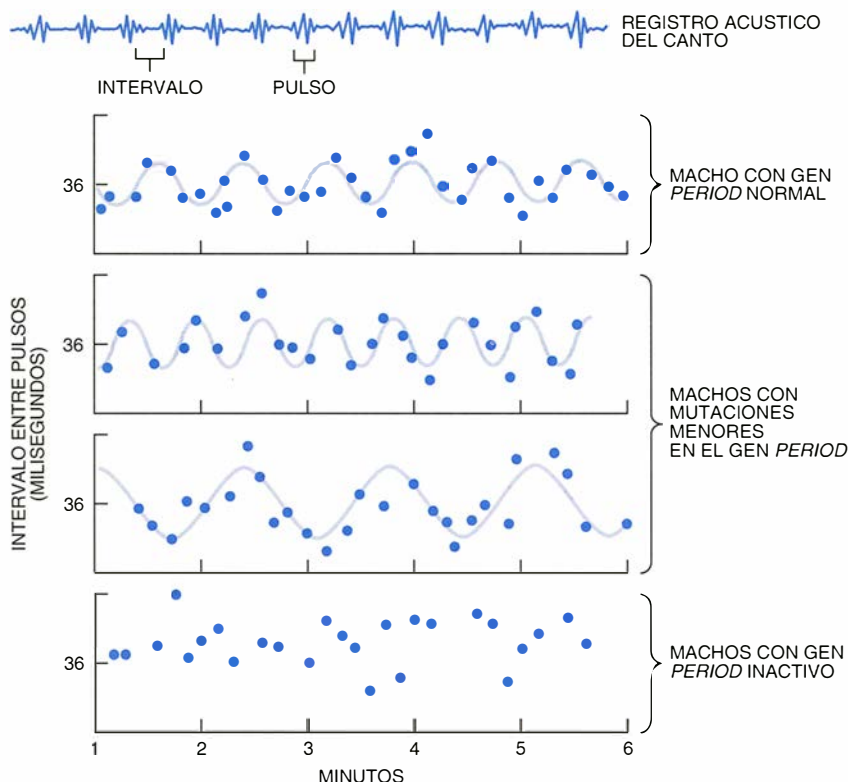 REGISTRO ACUSTICO
DEL CANTO
INTERVALO
PULSO
36
MACHO CON GEN
PERIOD NORMAL
INTERVALO ENTRE PULSOS
(MILISEGUNDOS)
36
MACHOS CON
MUTACIONES
MENORES
EN EL GEN PERIOD
36
36
MACHOS CON GEN
PERIOD INACTIVO
1 2 3 4 5 6
MINUTOS